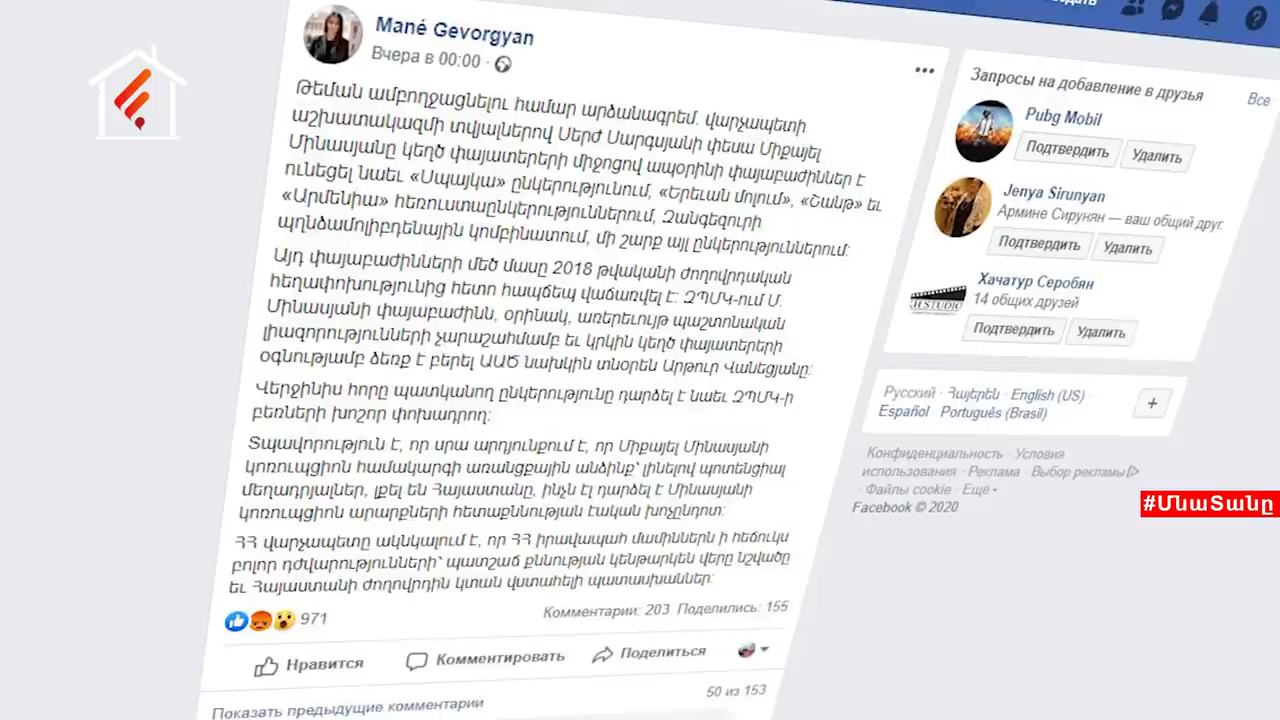 Mané Gevorgyan
Вчера в 00:00
Թեման ամբողջացնելու համար արձանագրեմ. վարչապետի
աշխատակազմի տվյալներով Սերժ Սարգսյանի փեսա Միքայել
Մինասյանը կեղծ փայատերերի միջոցով ապօրինի փայաբաժիններ է
ունեցել նաեւ «Սպայկա» ընկերությունում, «Երեւան մոլում», «Շանթ» եւ
«Արմենիա» հեռուստաընկերություններում, Զանգեզուրի
պղնձամոլիբդենային կոմբինատում, մի շարք այլ ընկերություններում:
Այդ փայաբաժինների մեծ մասը 2018 թվականի ժողովրդական
հեղափոխությունից հետո հապճեպ վաճառվել է: ԶՊՄԿ-ում Մ.
Մինասյանի փայաբաժինն, օրինակ, առերեւույթ պաշտոնական
լիազորությունների չարաշահմամբ եւ կրկին կեղծ փայատերերի
օգնությամբ ձեռք է բերել ԱԱԾ նախկին տնօրեն Արթուր Վանեցյանը:
Վերջինիս հորը պատկանող ընկերությունը դարձել է նաեւ ԶՊՄԿ-ի
բեռների խոշոր փոխադրող:
Տպավորություն է, որ սրա արդյունքում է, որ Միքայել Մինասյանի
կոռուպցիոն համակարգի առանցքային անձինք՝ լինելով պոտենցիալ
մեղադրյալներ, լքել են Հայաստանը, ինչն էլ դարձել է Մինասյանի
կոռուպցիոն արարքների հետաքննության էական խոչընդոտ:
ՀՀ վարչապետը ակնկալում է, որ ՀՀ իրավապահ մամիններն ի հեճուկս
բոլոր դժվարությունների՝ պատշաճ քննության կենթարկեն վերը նշվածը
եւ Հայաստանի ժողովրդին կտան վստահելի պատասխաններ:
971
Комментарии: 203 Поделились: 155
Нравится Комментировать Поделиться
50 из 153
Показать предыдущие комментарии
Запросы на добавление в друзья
Все
Pubg Mobil
Подтвердить Удалить
Jenya Sirunyan
Армине Сирунян — ваш общий друг
Подтвердить Удалить
Хачатур Серобян
14 общих друзей
Подтвердить Удалить
H STUDIO
Русский · Հայերեն · English (US) ·
Español · Português (Brasil)
+
Конфиденциальность · Условия
использования · Реклама · Выбор рекламы
· Файлы cookie · Ещё
Facebook © 2020
#ՄնաՏանը